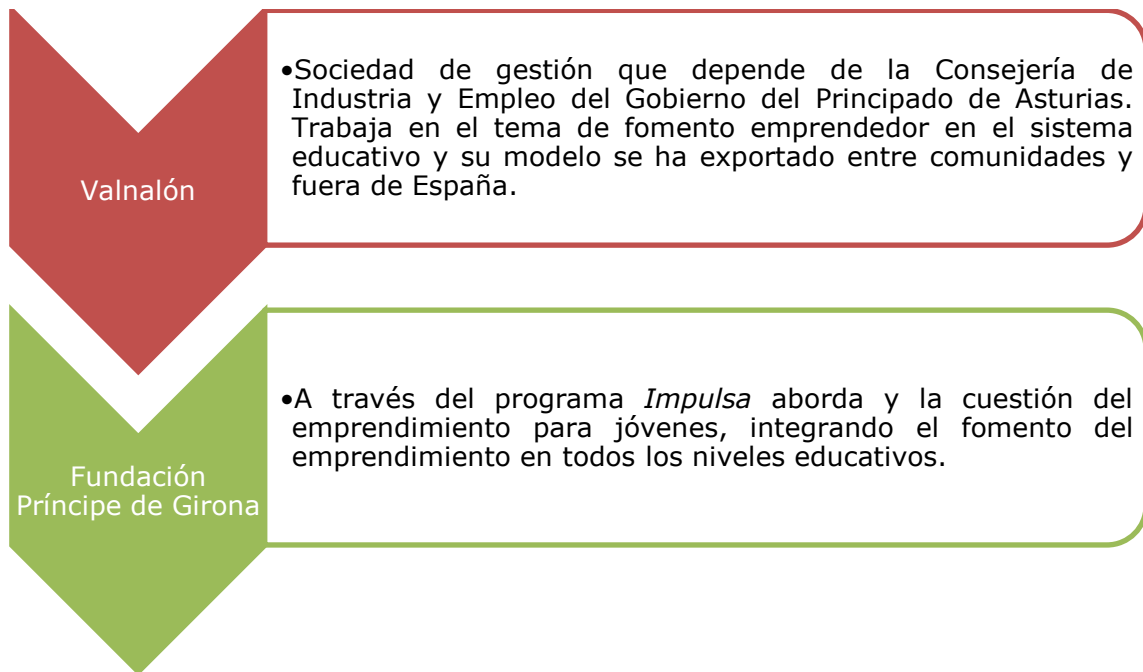 Valnalón
•Sociedad de gestión que depende de la Consejería de
Industria y Empleo del Gobierno del Principado de Asturias.
Trabaja en el tema de fomento emprendedor en el sistema
educativo y su modelo se ha exportado entre comunidades y
fuera de España.
Fundación
Príncipe de Girona
•A través del programa Impulsa aborda y la cuestión del
emprendimiento para jóvenes, integrando el fomento del
emprendimiento en todos los niveles educativos.